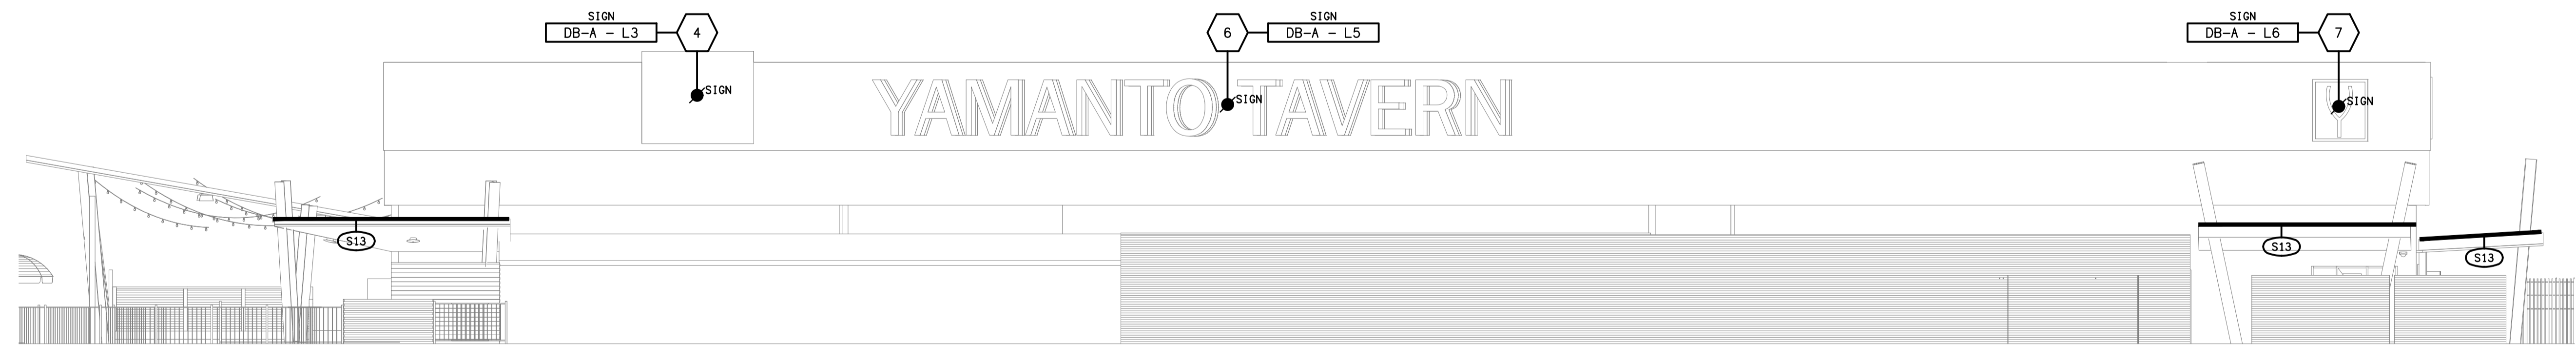 SIGN
DB-A - L3
4
SIGN
6
SIGN
DB-A - L5
SIGN
SIGN
DB-A - L6
7
SIGN
YAMANTO TAVERN
S13
S13
S13